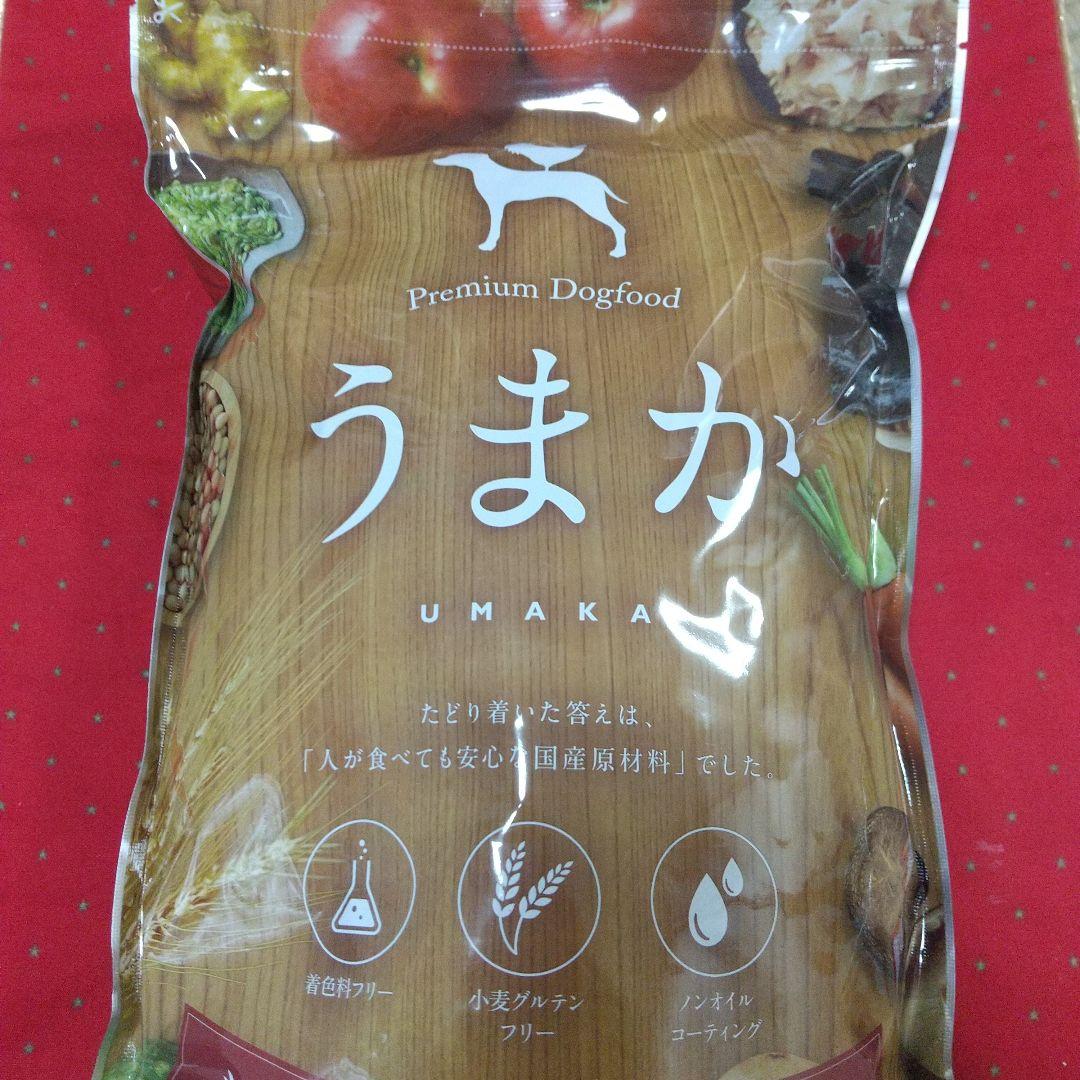 Premium Dogfood
うまか
UMAKA
たどり着いた答えは、
「人が食べても安心な国産原材料」でした。
着色料フリー
小麦グルテン
フリー
ノンオイル
コーティング